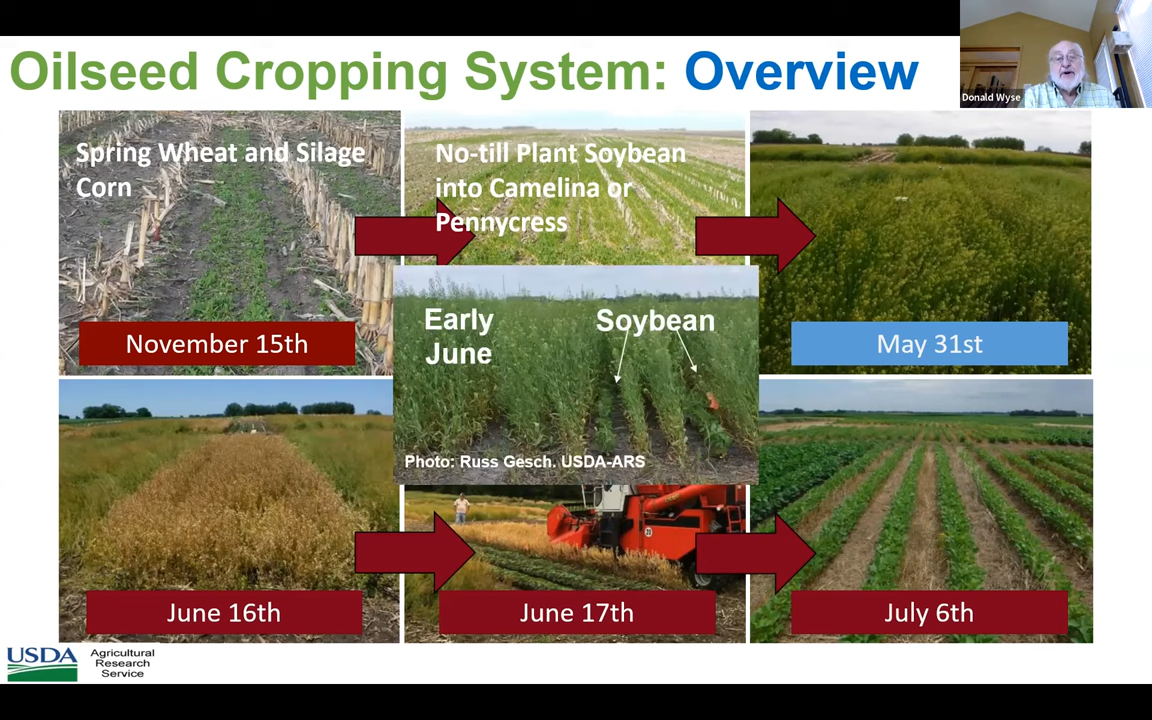 Oilseed Cropping System: Overview
Donald Wyse
Spring Wheat and Silage
Corn
November 15th
No-till Plant Soybean
into Camelina or
Pennycress
May 31st
Early
June
Soybean
Photo: Russ Gesch. USDA-ARS
June 16th
June 17th
July 6th
USDA
Agricultural
Research
Service